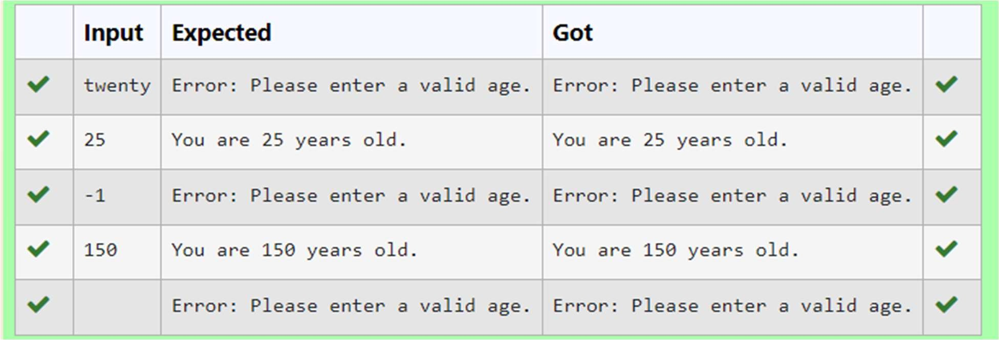 Input Expected Got
twenty Error: Please enter a valid age. Error: Please enter a valid age.
25 You are 25 years old. You are 25 years old.
-1 Error: Please enter a valid age. Error: Please enter a valid age.
150 You are 150 years old. You are 150 years old.
Error: Please enter a valid age. Error: Please enter a valid age.